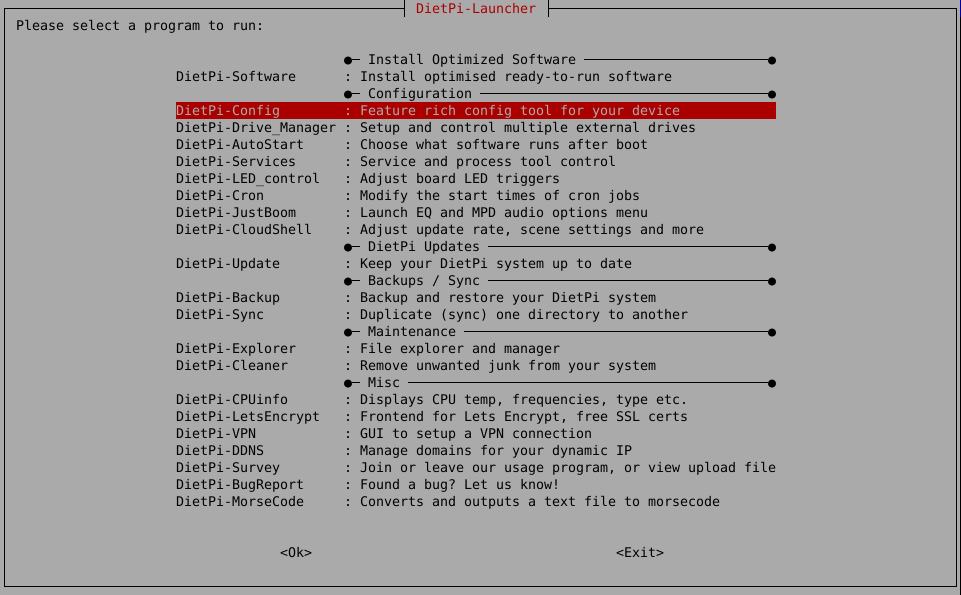 DietPi-Launcher
Please select a program to run:
Install Optimized Software
DietPi-Software : Install optimised ready-to-run software
Configuration
DietPi-Config : Feature rich config tool for your device
DietPi-Drive_Manager : Setup and control multiple external drives
DietPi-AutoStart : Choose what software runs after boot
DietPi-Services : Service and process tool control
DietPi-LED_control : Adjust board LED triggers
DietPi-Cron : Modify the start times of cron jobs
DietPi-JustBoom : Launch EQ and MPD audio options menu
DietPi-CloudShell : Adjust update rate, scene settings and more
DietPi Updates
DietPi-Update : Keep your DietPi system up to date
Backups / Sync
DietPi-Backup : Backup and restore your DietPi system
DietPi-Sync : Duplicate (sync) one directory to another
Maintenance
DietPi-Explorer : File explorer and manager
DietPi-Cleaner : Remove unwanted junk from your system
Misc
DietPi-CPUinfo : Displays CPU temp, frequencies, type etc.
DietPi-LetsEncrypt : Frontend for Lets Encrypt, free SSL certs
DietPi-VPN : GUI to setup a VPN connection
DietPi-DDNS : Manage domains for your dynamic IP
DietPi-Survey : Join or leave our usage program, or view upload file
DietPi-BugReport : Found a bug? Let us know!
DietPi-MorseCode : Converts and outputs a text file to morsecode
<Ok> <Exit>